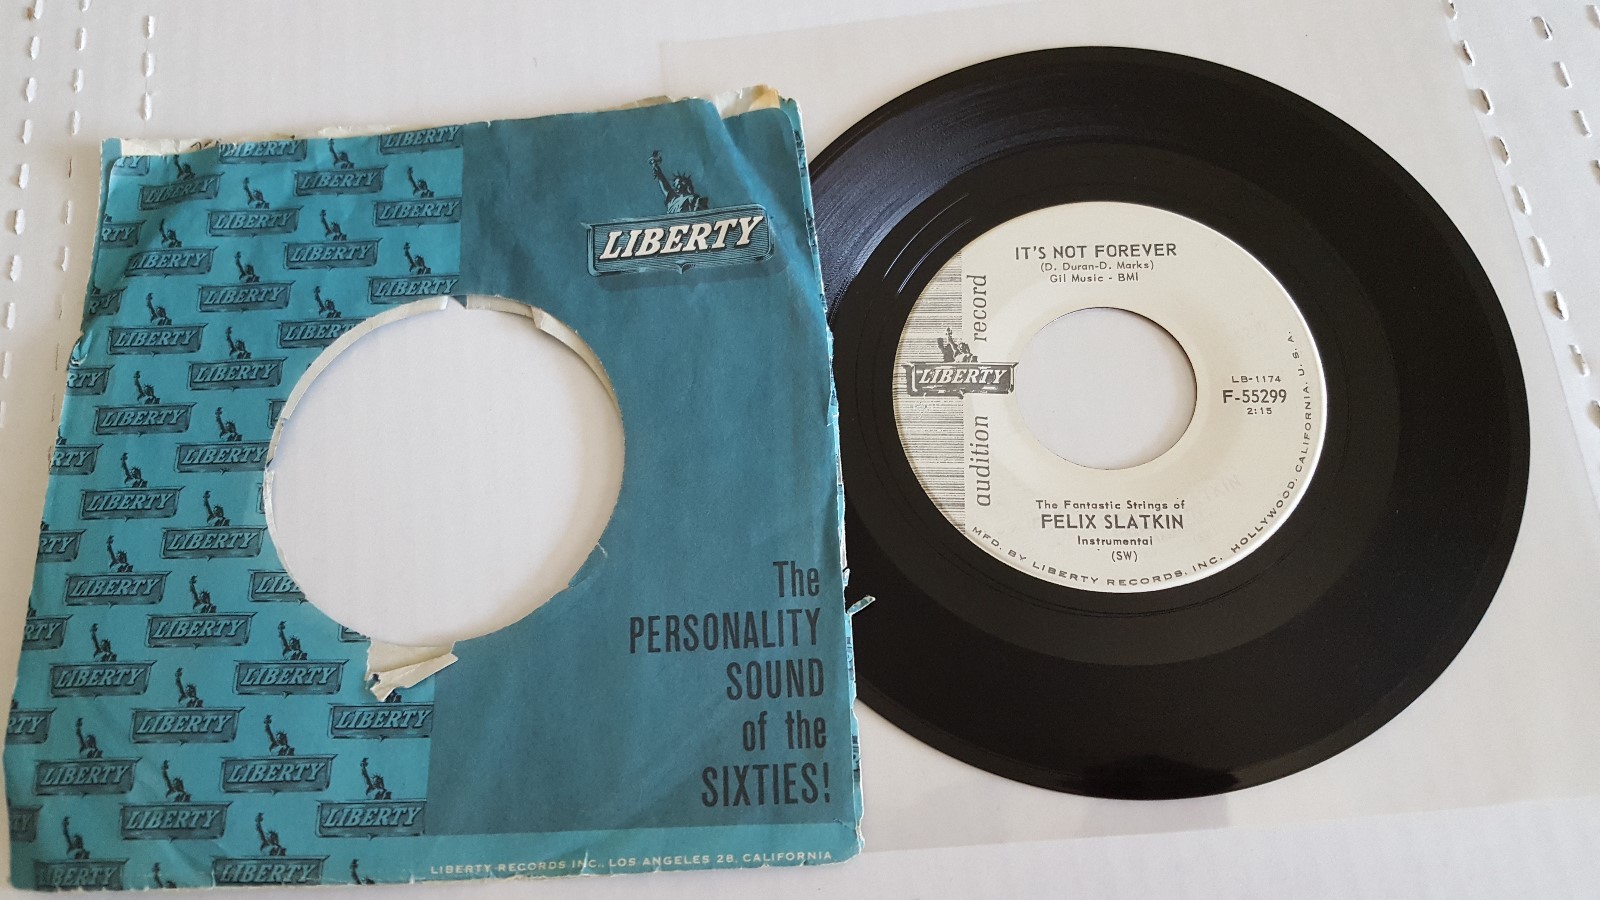 LIBERTY
The
PERSONALITY
SOUND
of the
SIXTIES!
LIBERTY RECORDS INC., LOS ANGELES 28, CALIFORNIA
IT'S NOT FOREVER
(D. Duran-D. Marks)
Gil Music - BMI
audition record
LIBERTY
LB-1174
F-55299
2:15
The Fantastic Strings of
FELIX SLATKIN
Instrumental
(SW)
MFD. BY LIBERTY RECORDS, INC. HOLLYWOOD, CALIFORNIA, U.S.A.